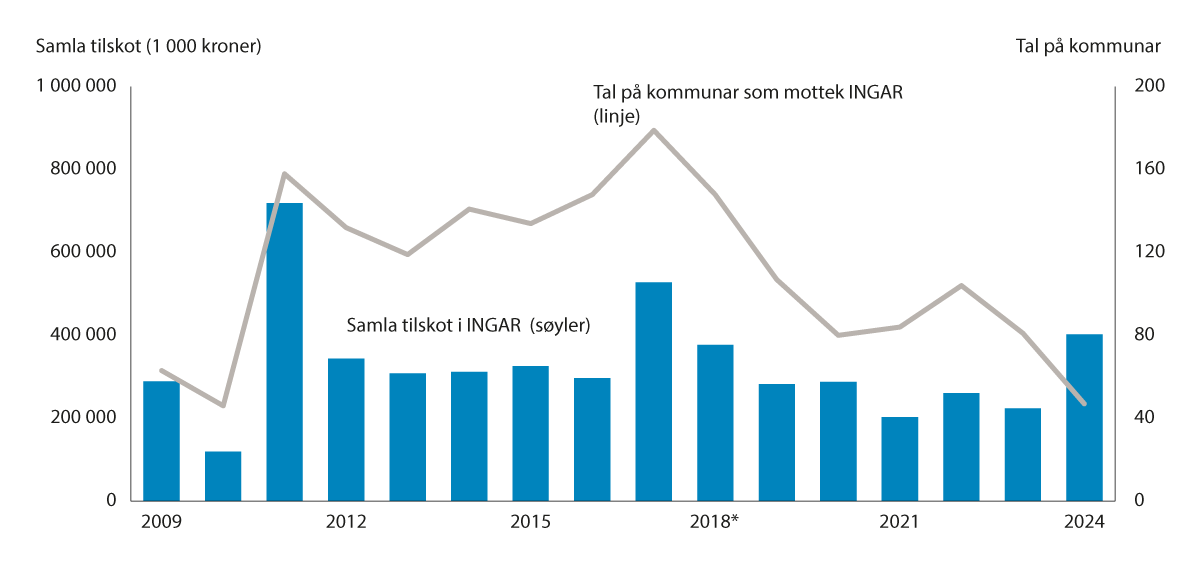 Samla tilskot (1 000 kroner)
Tal på kommunar
1 000 000
200
Tal på kommunar som mottek INGAR
(linje)
800 000
160
600 000
120
Samla tilskot i INGAR (søyler)
400 000
80
200 000
40
0
0
2009 2012 2015 2018* 2021 2024